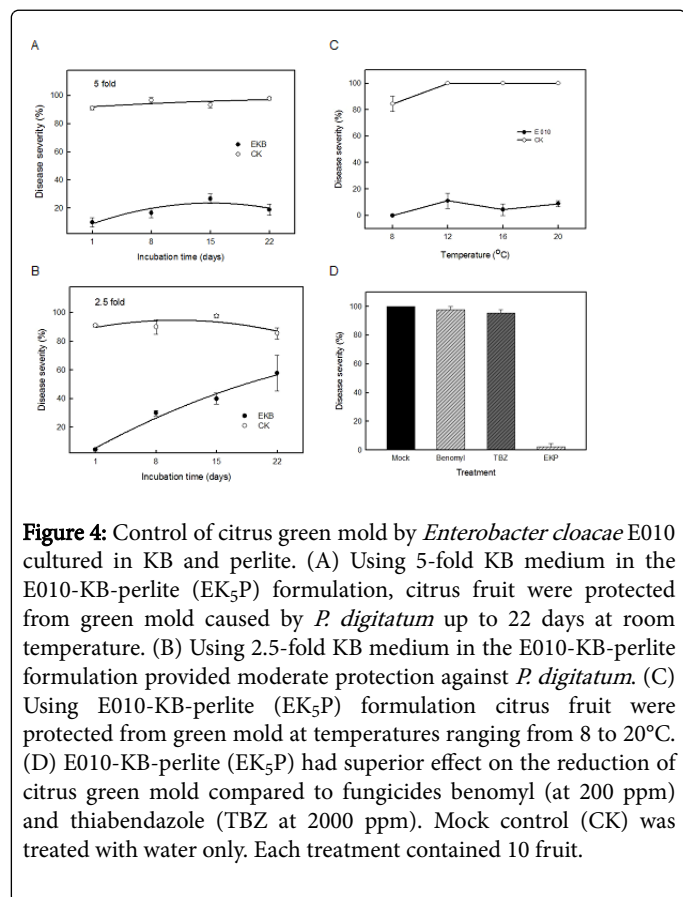 A
5 fold
Disease severity (%)
100
80
60
40
20
EKB
CK
1 8 15 22
Incubation time (days)
B
2.5 fold
Disease severity (%)
100
80
60
40
20
EKB
CK
1 8 15 22
Incubation time (days)
C
Disease severity (%)
100
80
60
40
20
0
E010
CK
8 12 16 20
Temperature (°C)
D
Disease severity (%)
100
80
60
40
20
0
Mock Benomyl TBZ EKP
Treatment
Figure 4: Control of citrus green mold by Enterobacter cloacae E010
cultured in KB and perlite. (A) Using 5-fold KB medium in the
E010-KB-perlite (EK₅P) formulation, citrus fruit were protected
from green mold caused by P. digitatum up to 22 days at room
temperature. (B) Using 2.5-fold KB medium in the E010-KB-perlite
formulation provided moderate protection against P. digitatum. (C)
Using E010-KB-perlite (EK₅P) formulation citrus fruit were
protected from green mold at temperatures ranging from 8 to 20°C.
(D) E010-KB-perlite (EK₅P) had superior effect on the reduction of
citrus green mold compared to fungicides benomyl (at 200 ppm)
and thiabendazole (TBZ at 2000 ppm). Mock control (CK) was
treated with water only. Each treatment contained 10 fruit.